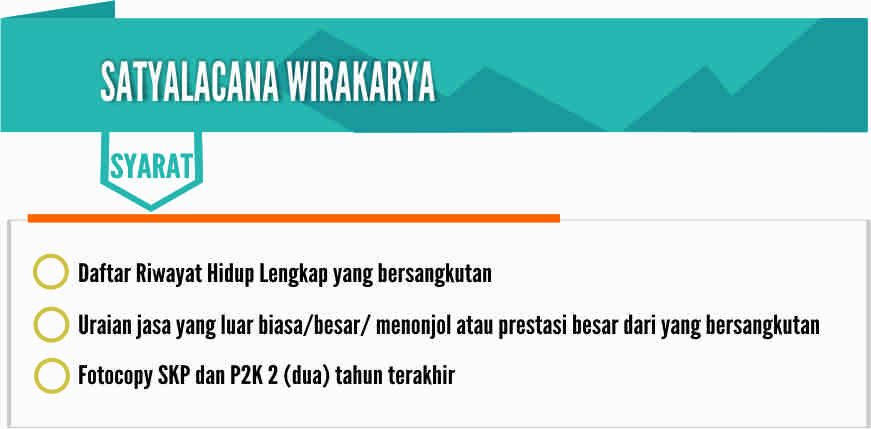 SATYALACANA WIRAKARYA
SYARAT
Daftar Riwayat Hidup Lengkap yang bersangkutan
Uraian jasa yang luar biasa/besar/ menonjol atau prestasi besar dari yang bersangkutan
Fotocopy SKP dan P2K 2 (dua) tahun terakhir